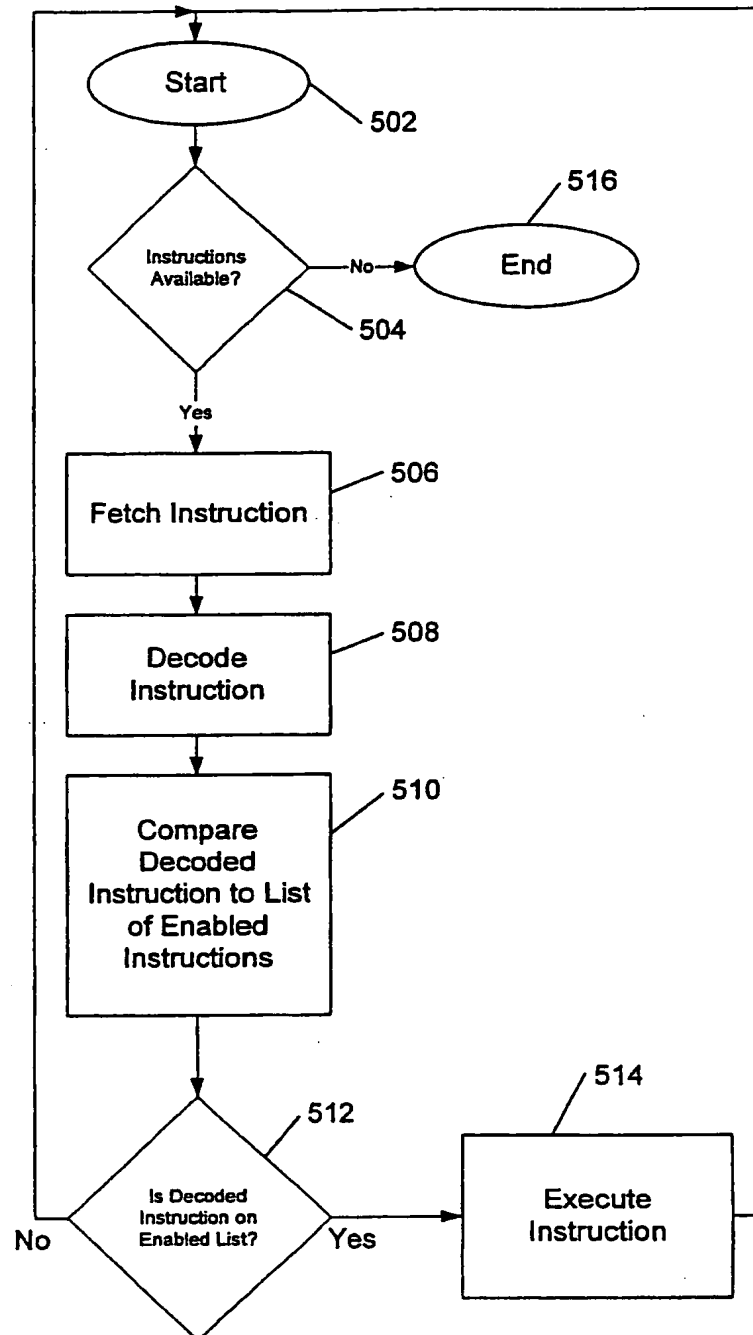 Start
502
516
Instructions
Available?
No
End
504
Yes
506
Fetch Instruction
508
Decode
Instruction
510
Compare
Decoded
Instruction to List
of Enabled
Instructions
512
514
Is Decoded
Instruction on
Enabled List?
No
Yes
Execute
Instruction